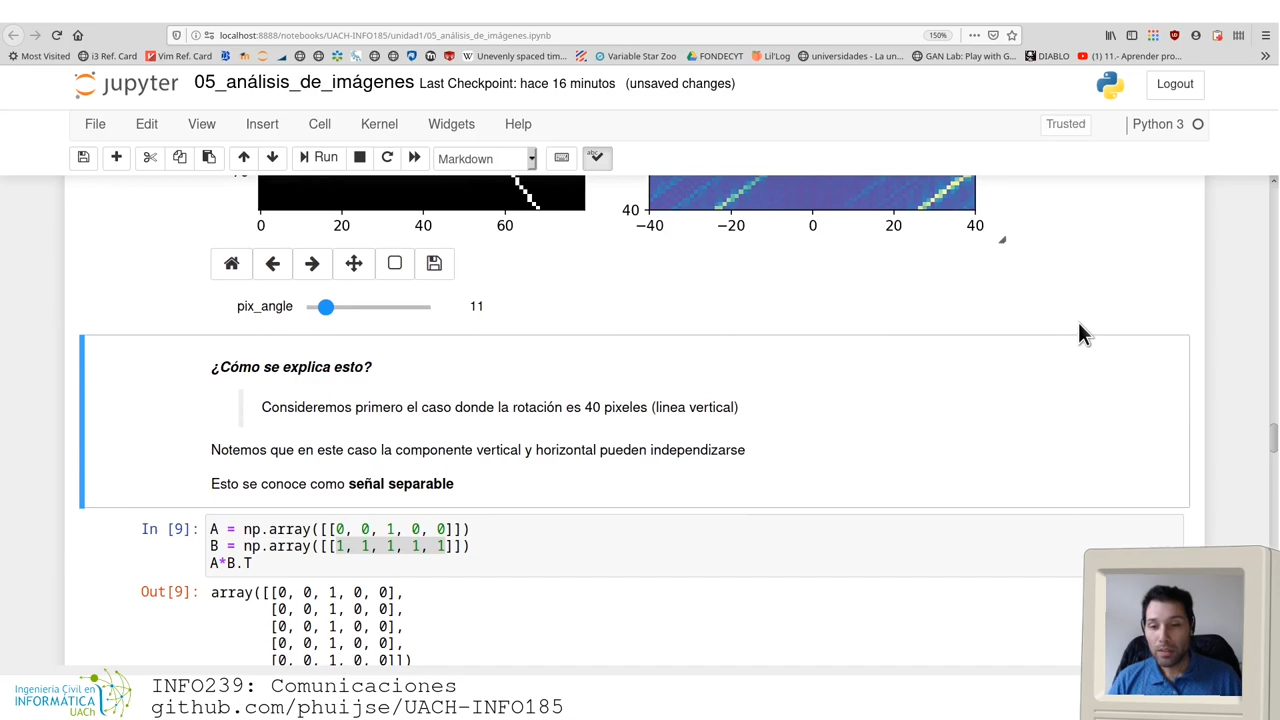 localhost:8888/notebooks/UACH-INFO185/unidad1/05_análisis_de_imágenes.ipynb
150%
Most Visited
i3 Ref. Card
Vim Ref. Card
Unevenly spaced tim...
Variable Star Zoo
FONDECYT
Lil'Log
universidades - La un...
GAN Lab: Play with G...
DIABLO
(1) 11.- Aprender pro...
jupyter 05_análisis_de_imágenes Last Checkpoint: hace 16 minutos (unsaved changes)
Logout
File Edit View Insert Cell Kernel Widgets Help
Trusted
Python 3
Run
Markdown
0 20 40 60
40
−40 −20 0 20 40
pix_angle 11
¿Cómo se explica esto?
Consideremos primero el caso donde la rotación es 40 pixeles (linea vertical)
Notemos que en este caso la componente vertical y horizontal pueden independizarse
Esto se conoce como señal separable
In [9]: A = np.array([[0, 0, 1, 0, 0]])
B = np.array([[1, 1, 1, 1, 1]])
A*B.T
Out[9]: array([[0, 0, 1, 0, 0],
[0, 0, 1, 0, 0],
[0, 0, 1, 0, 0],
[0, 0, 1, 0, 0],
[0, 0, 1, 0, 0]])
Ingeniería Civil en
INFORMÁTICA
UACh
INFO239: Comunicaciones
github.com/phuijse/UACH-INFO185